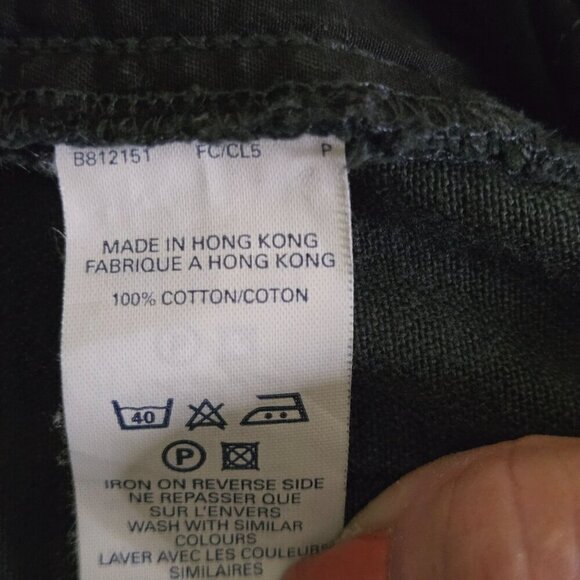 B812151 FC/CL5 P
MADE IN HONG KONG
FABRIQUE A HONG KONG
100% COTTON/COTON
40
P
IRON ON REVERSE SIDE
NE REPASSER QUE
SUR L'ENVERS
WASH WITH SIMILAR
COLOURS
LAVER AVEC LES COULEURS
SIMILAIRES